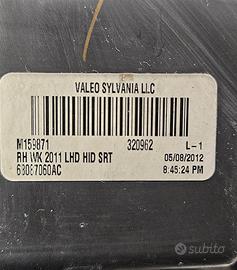 VALEO SYLVANIA LLC
M159871 320962 L-1
RH WK 2011 LHD HID SRT 05/08/2012
68087060AC 8:45:24 PM
subito